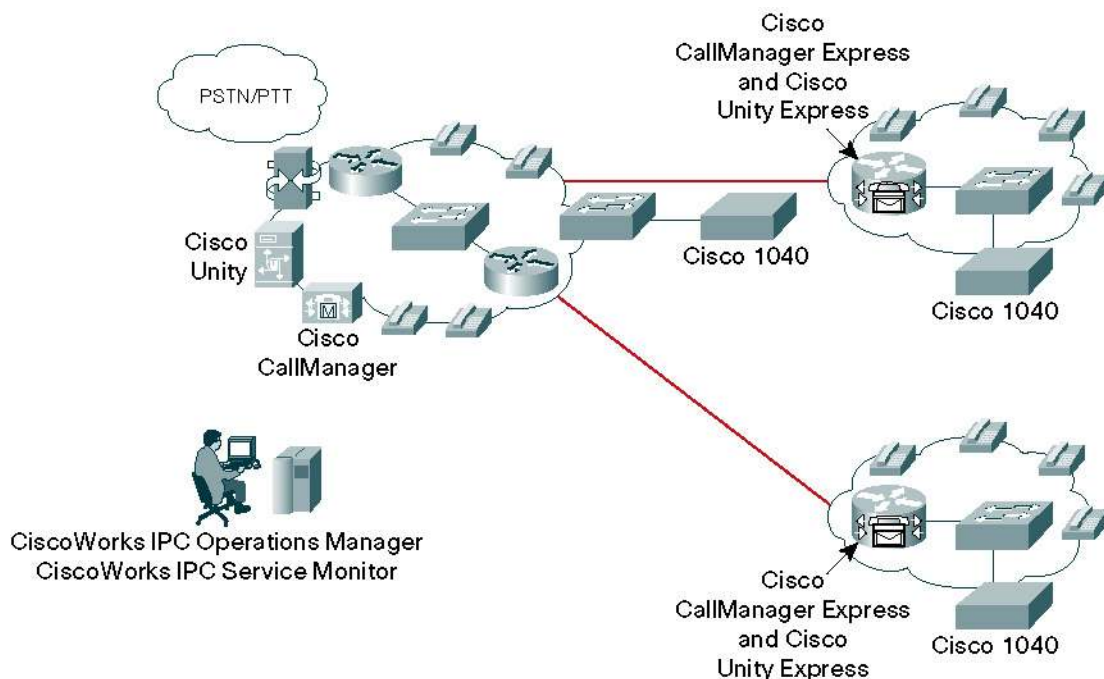 PSTN/PTT
Cisco
Unity
Cisco
CallManager
Cisco 1040
Cisco
CallManager Express
and Cisco
Unity Express
Cisco 1040
CiscoWorks IPC Operations Manager
CiscoWorks IPC Service Monitor
Cisco
CallManager Express
and Cisco
Unity Express
Cisco 1040
M